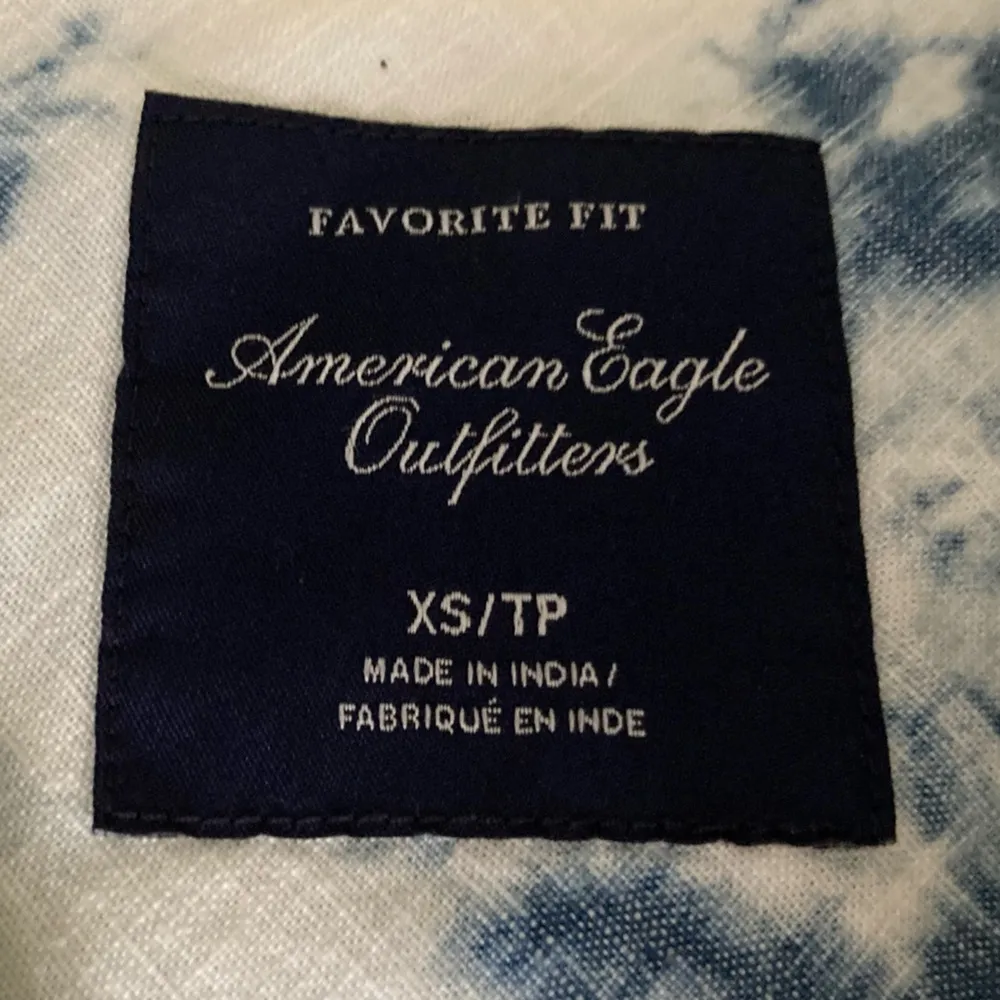 FAVORITE FIT
American Eagle
Outfitters
XS/TP
MADE IN INDIA/
FABRIQUÉ EN INDE